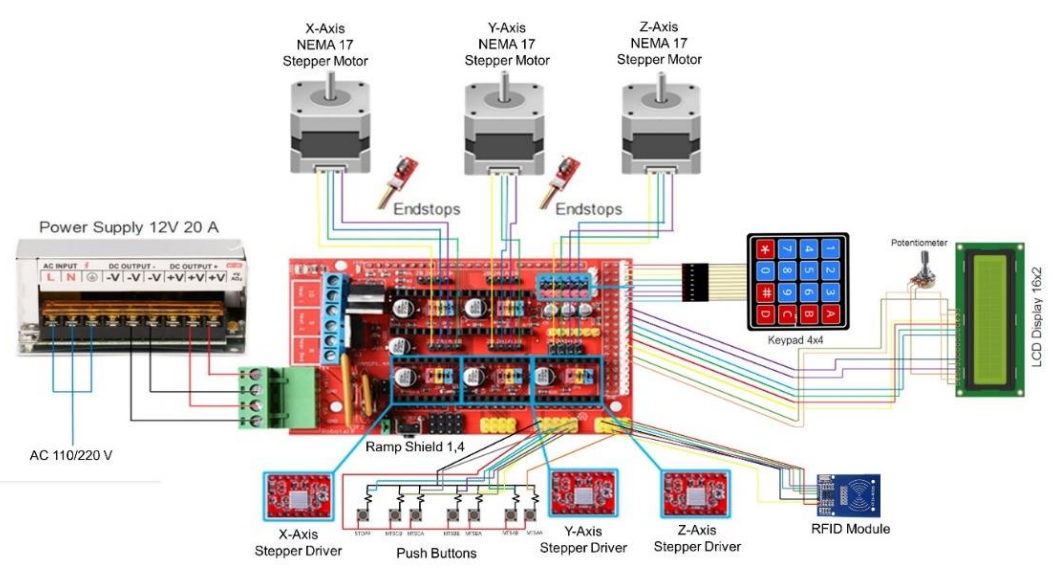 X-Axis
NEMA 17
Stepper Motor
Y-Axis
NEMA 17
Stepper Motor
Z-Axis
NEMA 17
Stepper Motor
Endstops
Endstops
Power Supply 12V 20 A
AC INPUT
DC OUTPUT -
DC OUTPUT +
L N -V -V -V +V +V +V
AC 110/220 V
Ramp Shield 1,4
1 2 3 A
4 5 6 B
7 8 9 C
* 0 # D
Keypad 4x4
Potentiometer
LCD Display 16x2
RFID Module
X-Axis
Stepper Driver
Push Buttons
Y-Axis
Stepper Driver
Z-Axis
Stepper Driver